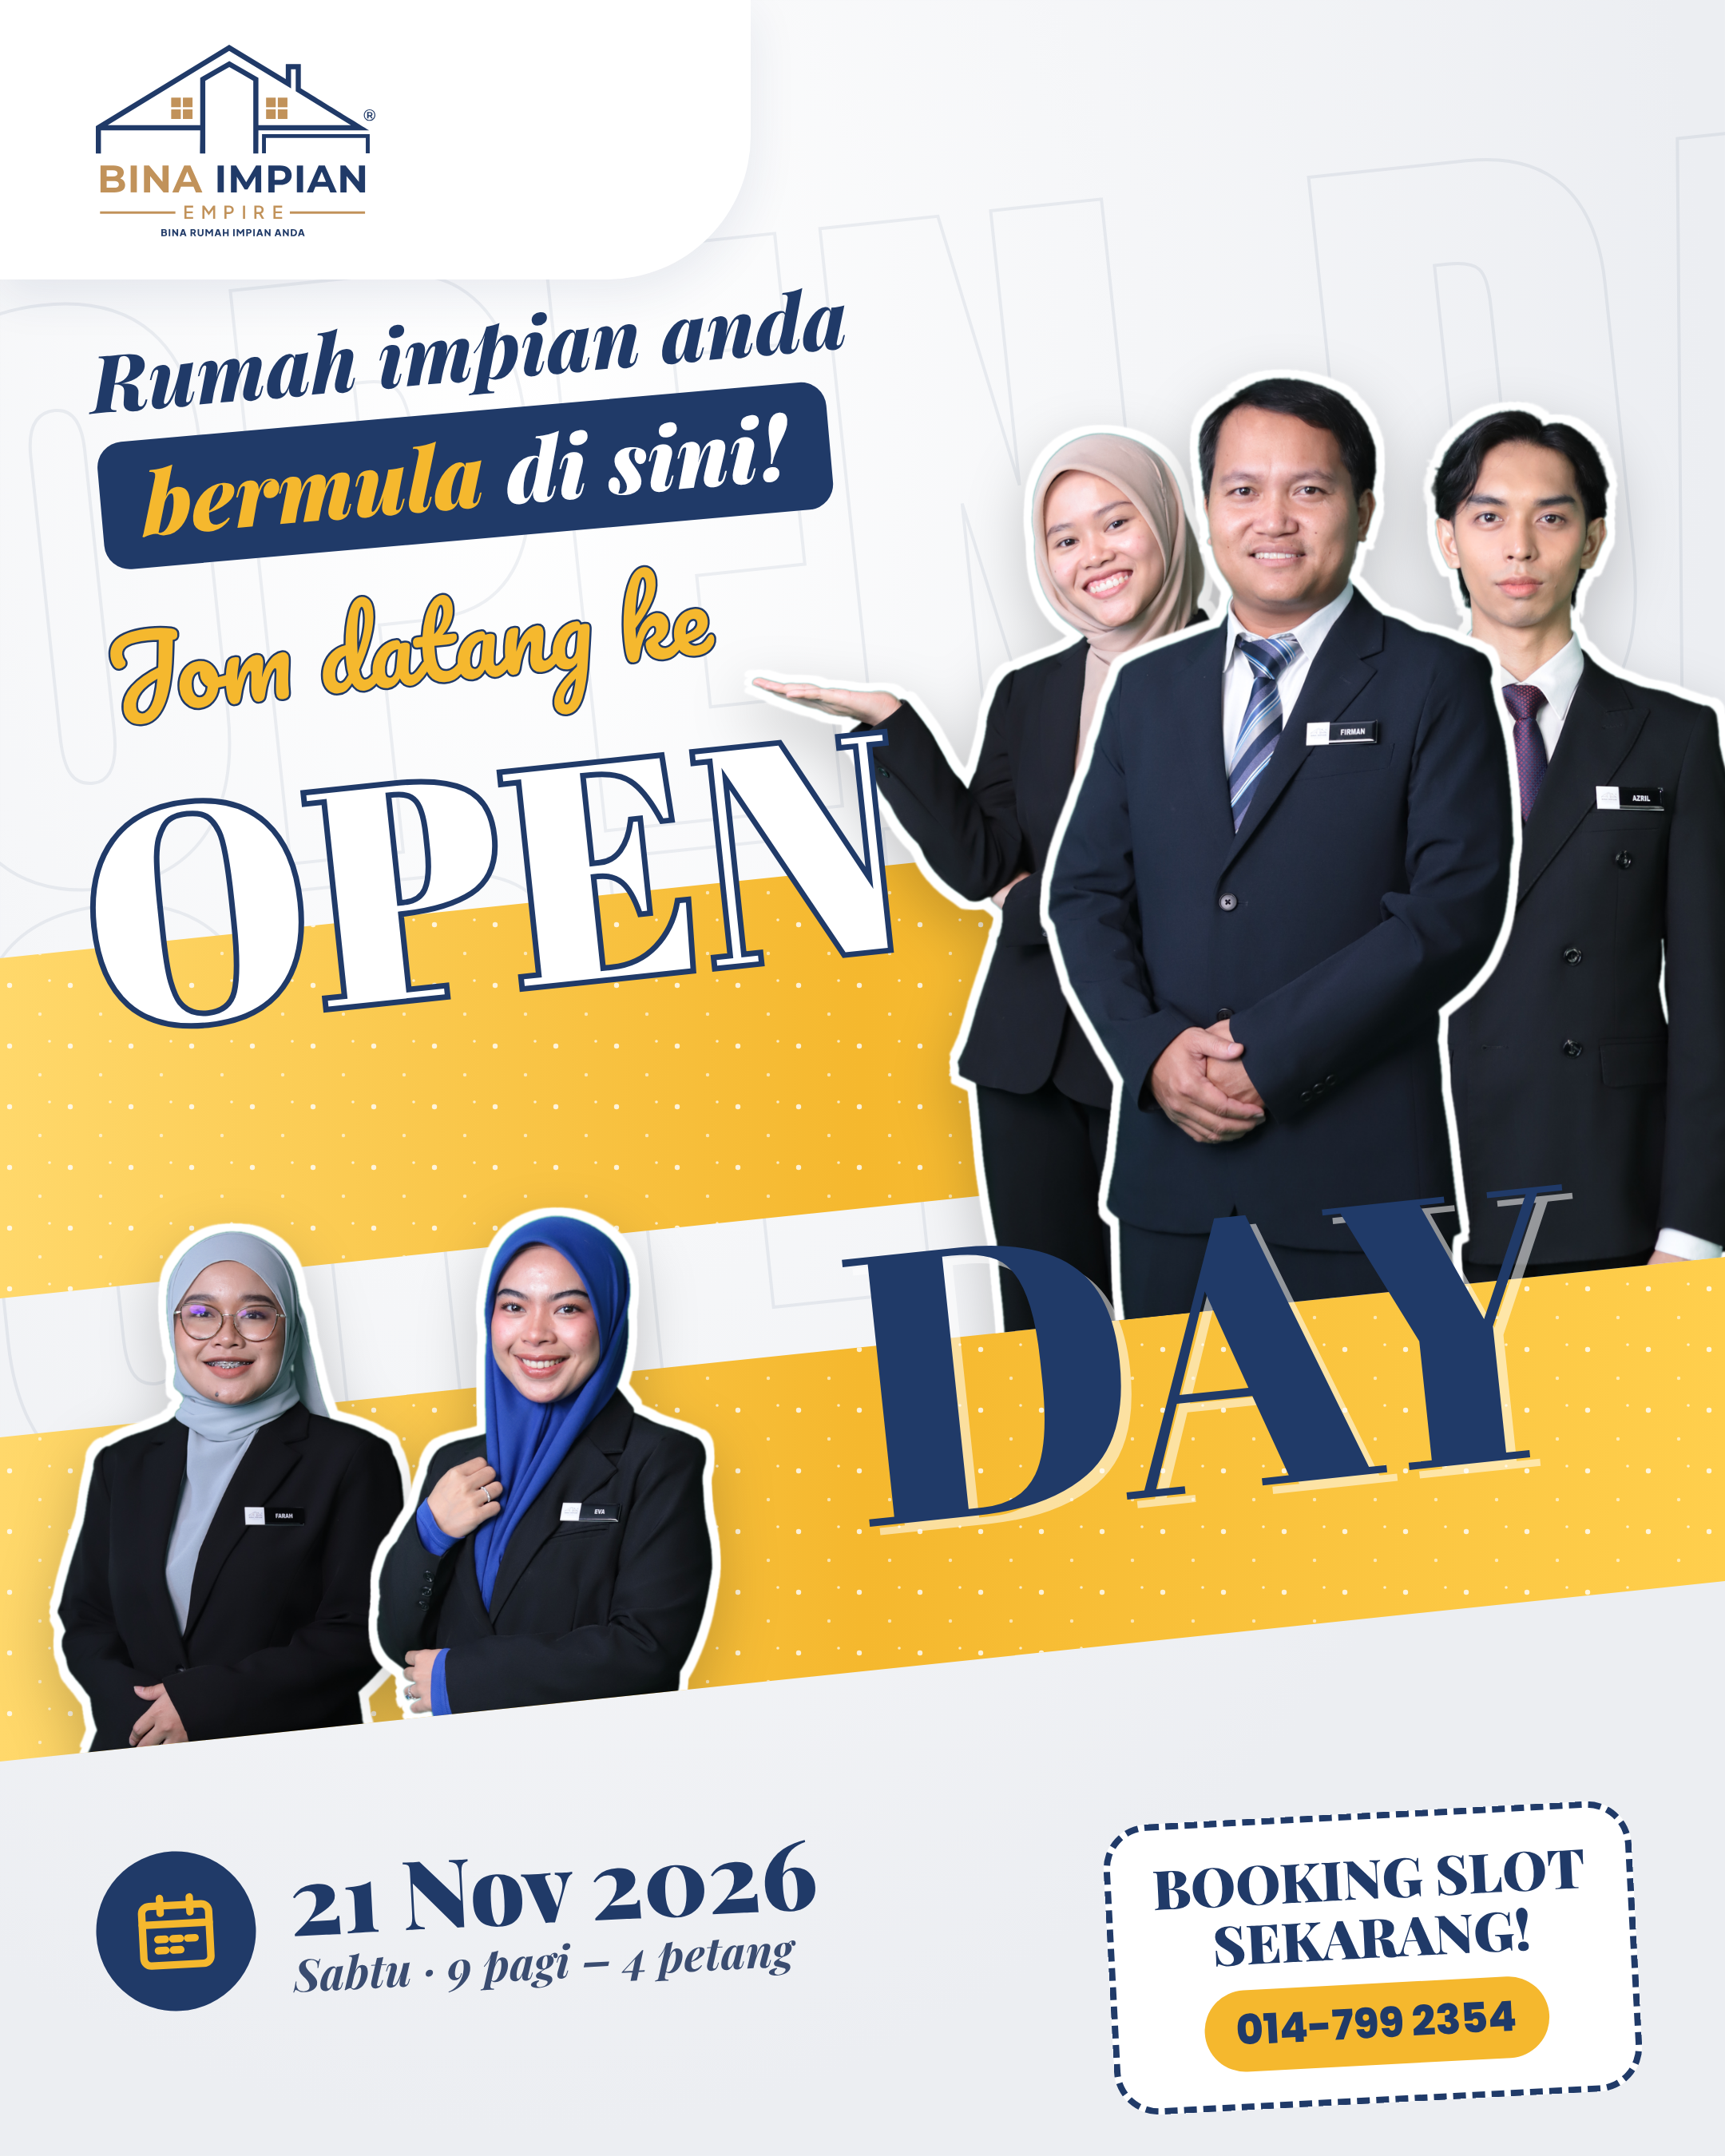 ®
BINA IMPIAN
EMPIRE
BINA RUMAH IMPIAN ANDA
Rumah impian anda
bermula di sini!
Jom datang ke
OPEN
DAY
FIRMAN
AZRIL
FARAH
EVA
21 Nov 2026
Sabtu · 9 pagi – 4 petang
BOOKING SLOT
SEKARANG!
014-799 2354